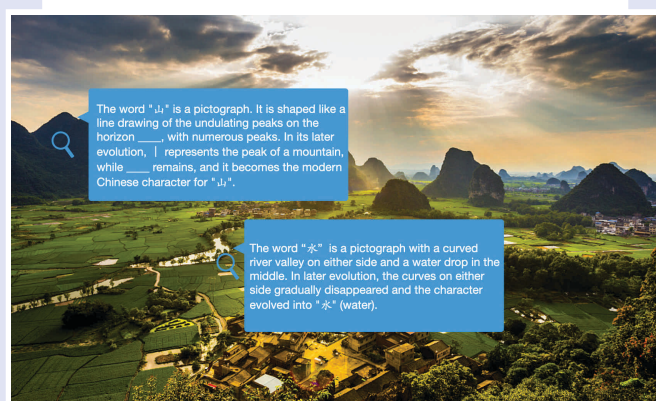 The word "山" is a pictograph. It is shaped like a
line drawing of the undulating peaks on the
horizon ____, with numerous peaks. In its later
evolution, 丨 represents the peak of a mountain,
while ____ remains, and it becomes the modern
Chinese character for "山".
The word "水" is a pictograph with a curved
river valley on either side and a water drop in the
middle. In later evolution, the curves on either
side gradually disappeared and the character
evolved into "水" (water).